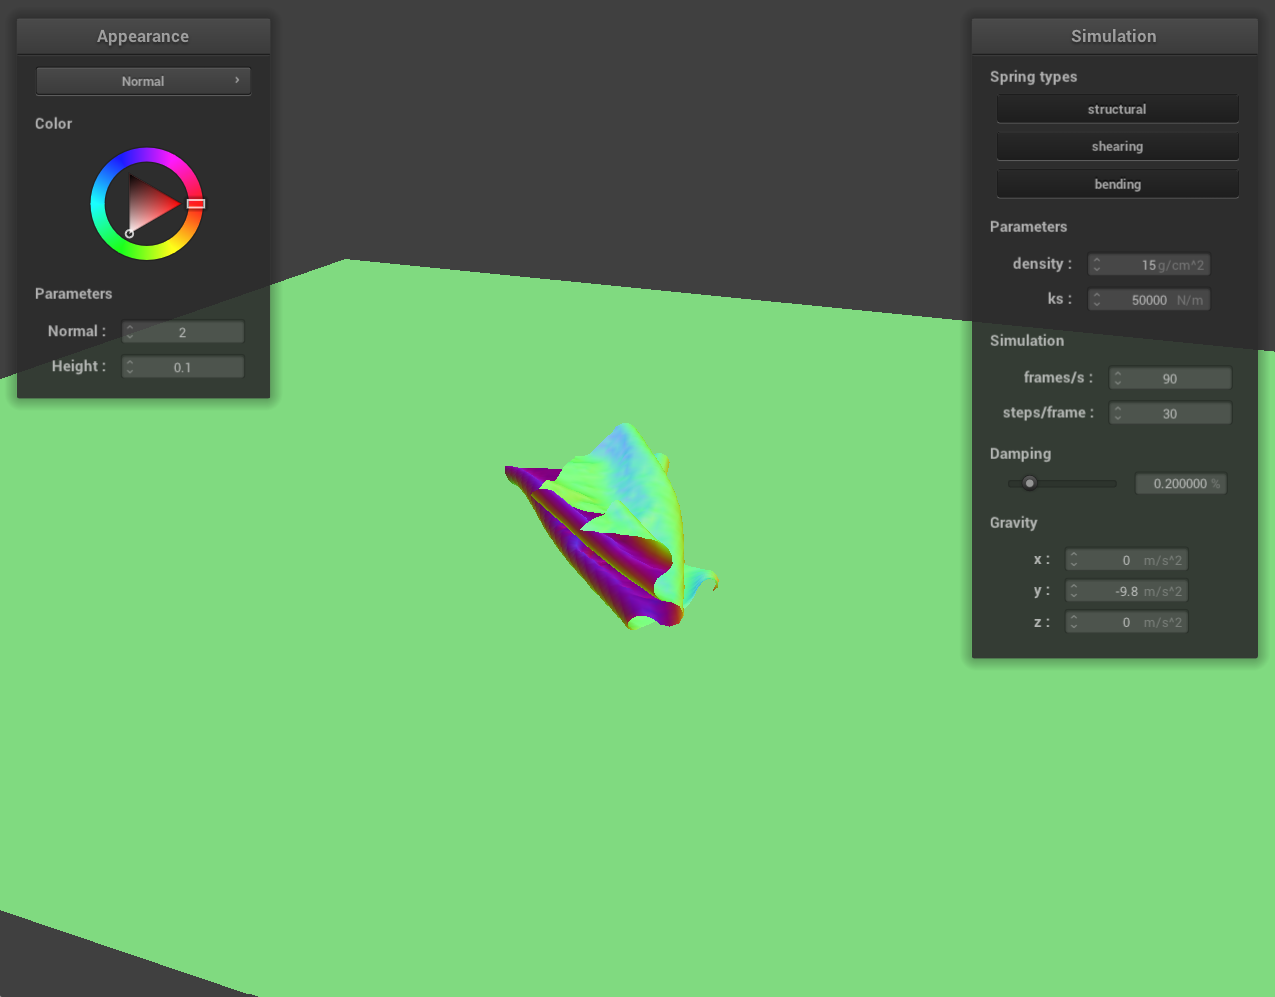 Appearance
Normal
Color
Parameters
Normal : 2
Height : 0.1
Simulation
Spring types
structural
shearing
bending
Parameters
density : 15 g/cm^2
ks : 50000 N/m
Simulation
frames/s : 90
steps/frame : 30
Damping
0.200000 %
Gravity
x : 0 m/s^2
y : -9.8 m/s^2
z : 0 m/s^2